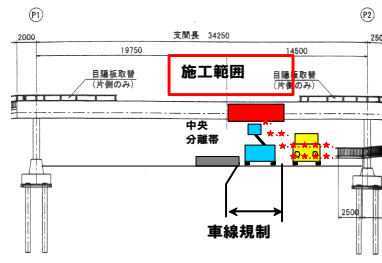 P1
P2
支間長 34250
2000
19750
14500
250
目隠板取替
(片側のみ)
施工範囲
目隠板取替
(片側のみ)
中央
分離帯
2500
車線規制